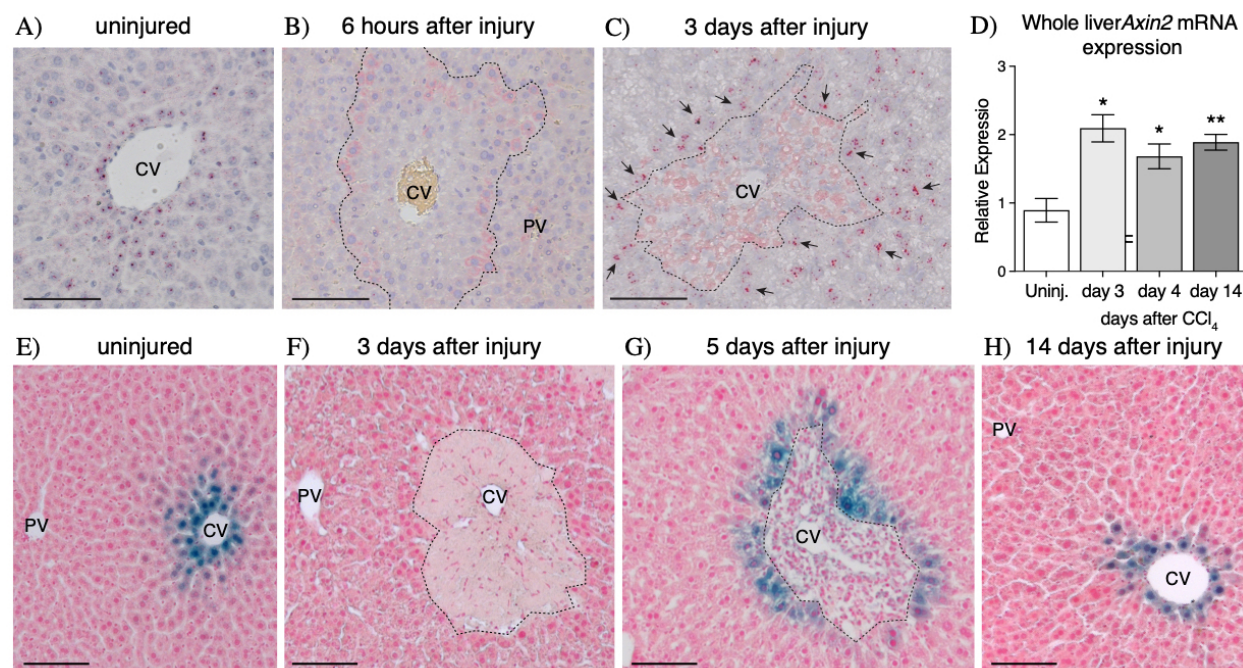 A) uninjured
CV
B) 6 hours after injury
CV
PV
C) 3 days after injury
CV
D) Whole liverAxin2 mRNA
expression
Relative Expressio
3
2
1
0
*
*
**
=
Uninj. day 3 day 4 day 14
days after CCl₄
E) uninjured
PV
CV
F) 3 days after injury
PV
CV
G) 5 days after injury
CV
H) 14 days after injury
PV
CV